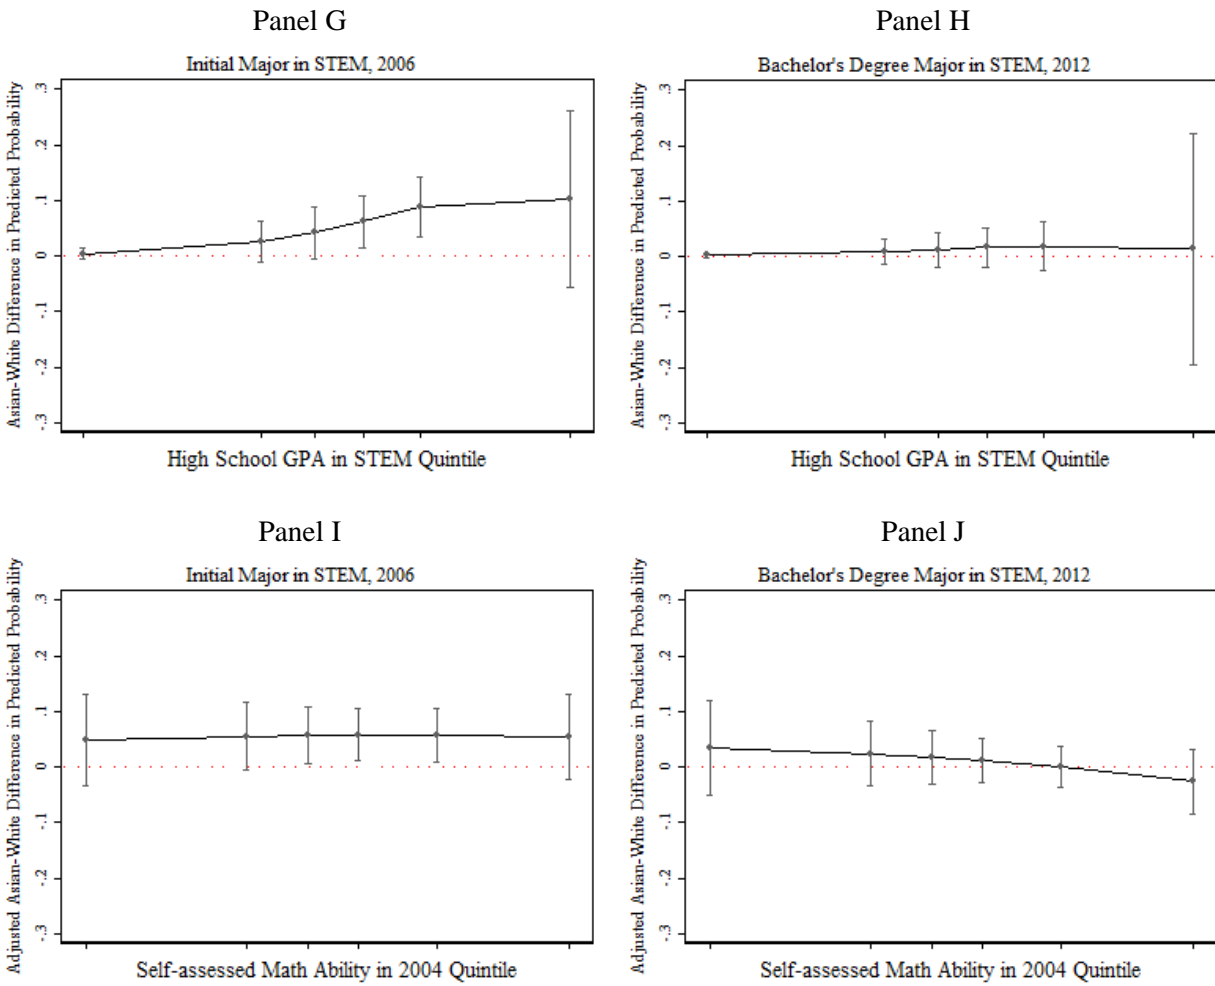 Panel G
Panel H
Initial Major in STEM, 2006
Bachelor's Degree Major in STEM, 2012
Asian-White Difference in Predicted Probability
.3
.2
.1
0
-.1
-.2
-.3
High School GPA in STEM Quintile
Asian-White Difference in Predicted Probability
.3
.2
.1
0
-.1
-.2
-.3
High School GPA in STEM Quintile
Panel I
Panel J
Initial Major in STEM, 2006
Bachelor's Degree Major in STEM, 2012
Adjusted Asian-White Difference in Predicted Probability
.3
.2
.1
0
-.1
-.2
-.3
Self-assessed Math Ability in 2004 Quintile
Adjusted Asian-White Difference in Predicted Probability
.3
.2
.1
0
-.1
-.2
-.3
Self-assessed Math Ability in 2004 Quintile